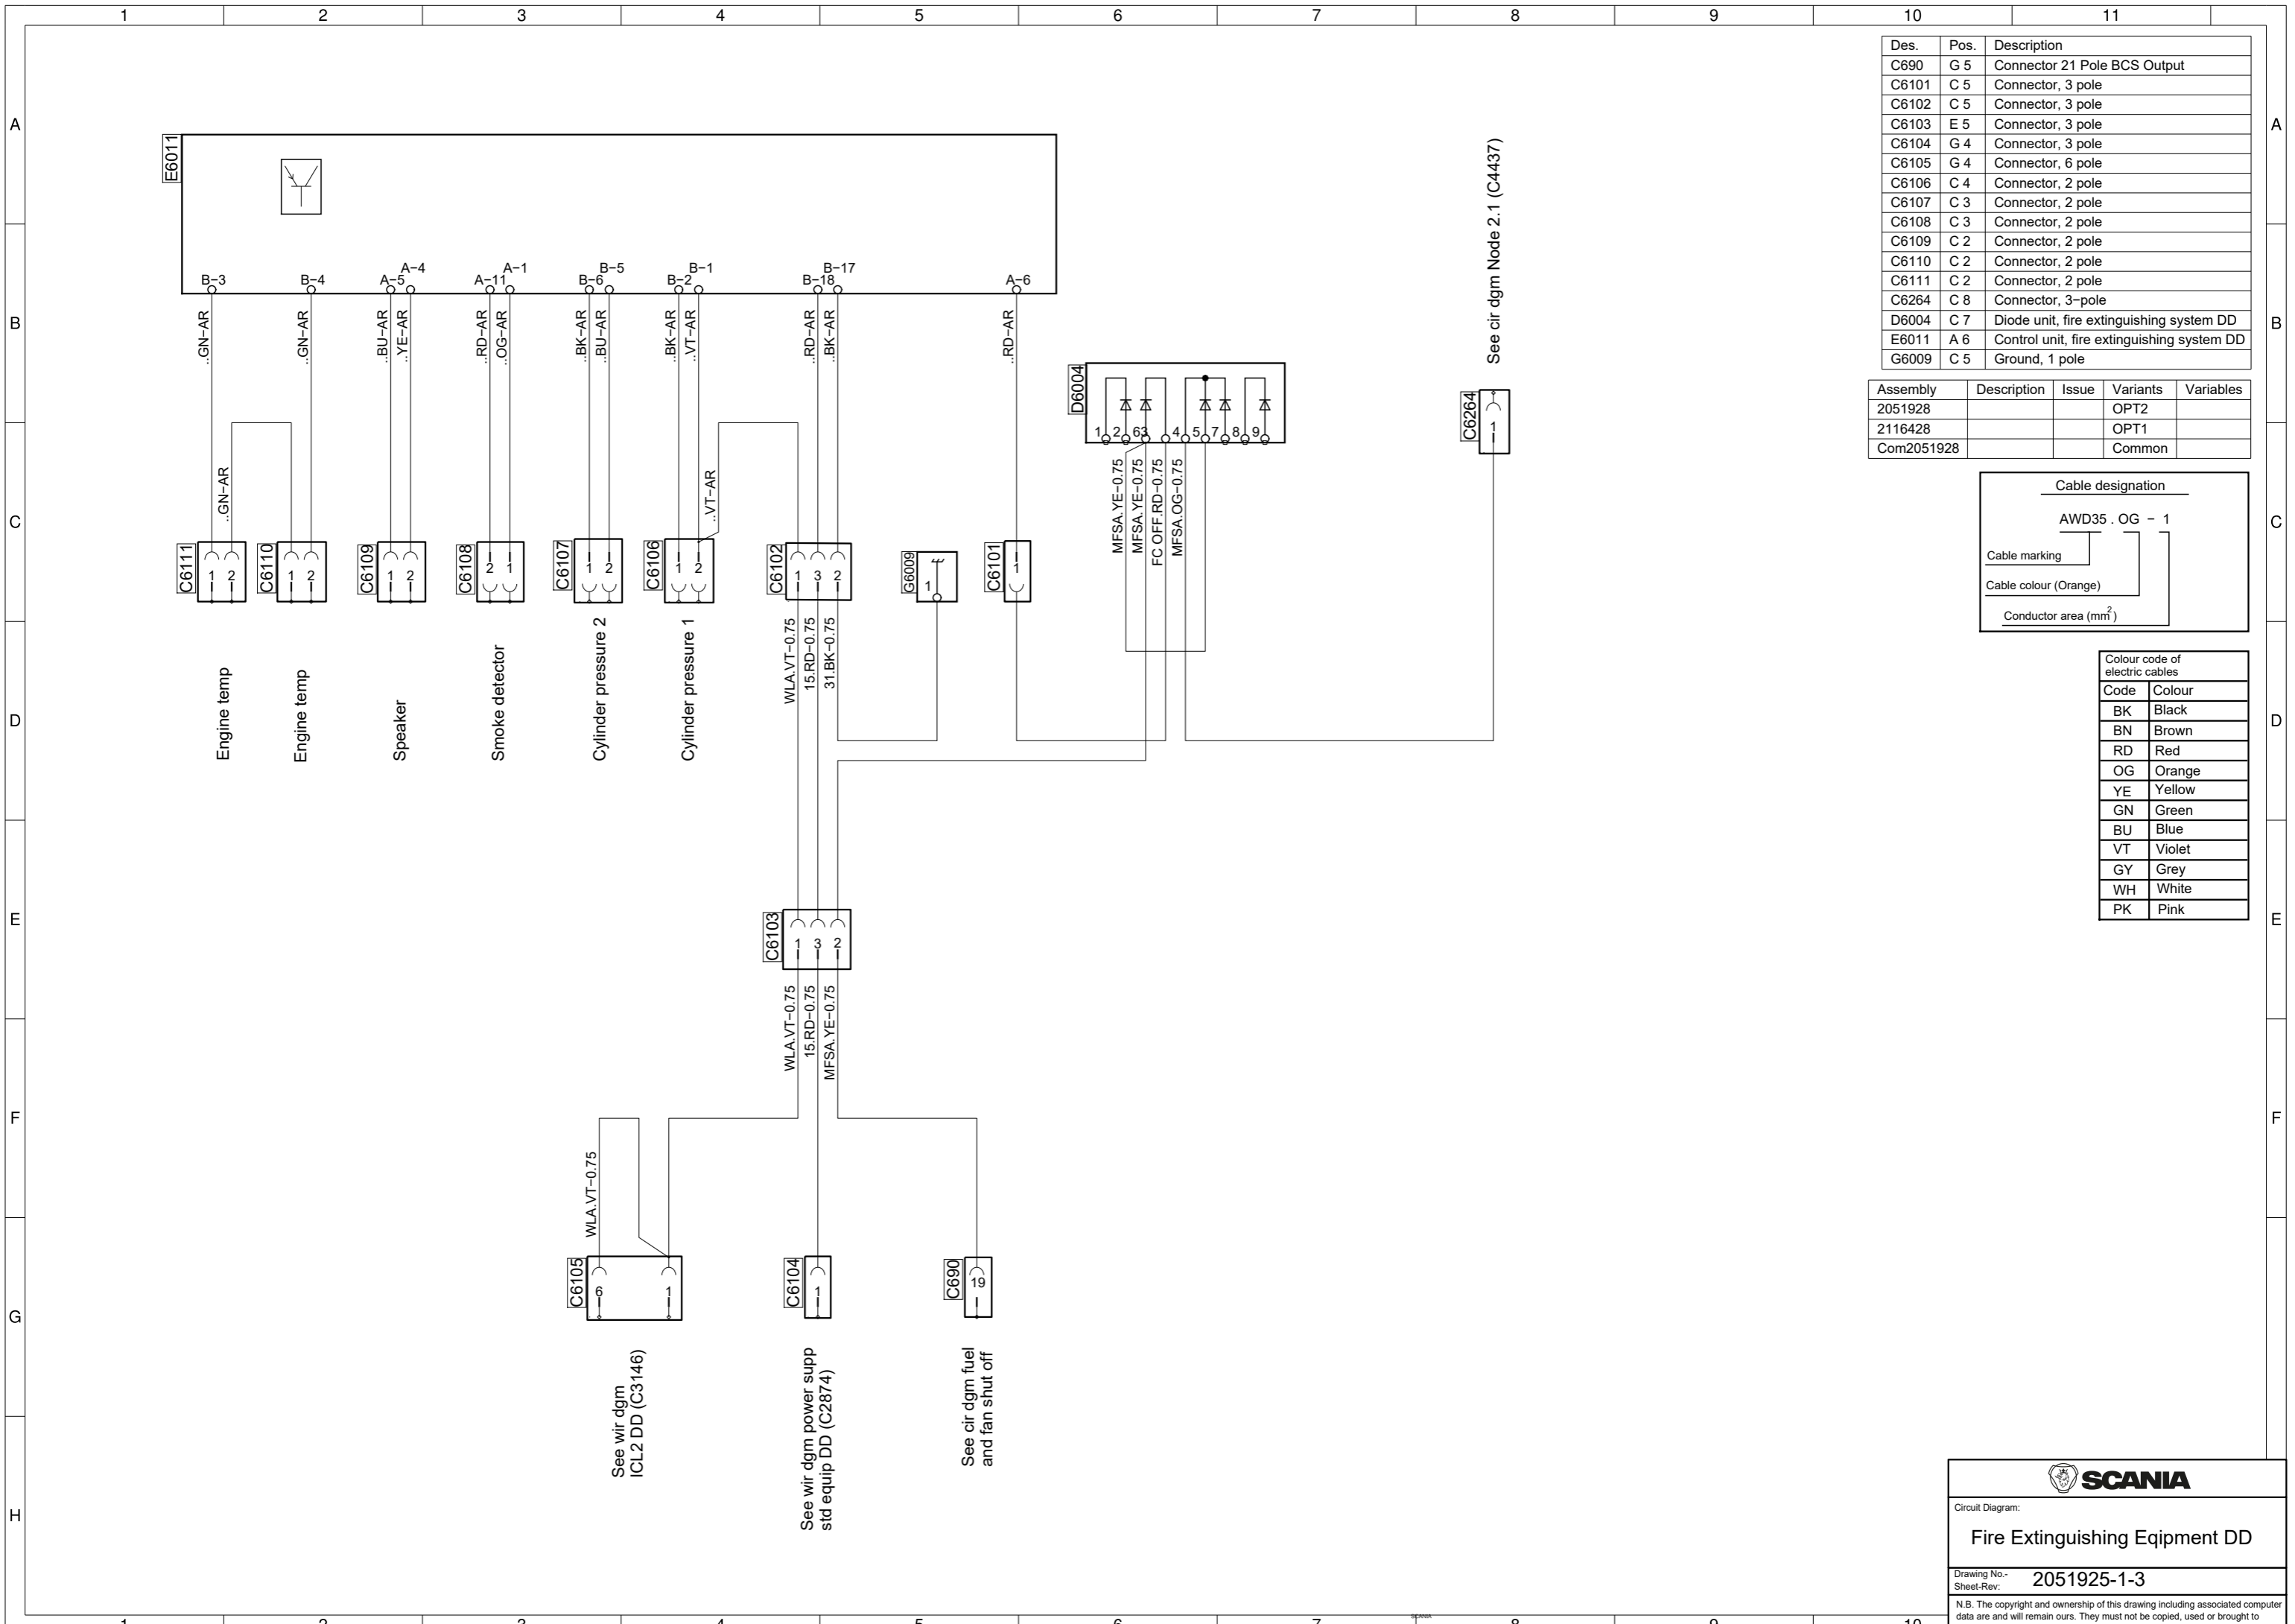 1 2 3 4 5 6 7 8 9 10 11
A
B
C
D
E
F
G
H
A
B
C
D
E
F
Des. Pos. Description
C690 G 5 Connector 21 Pole BCS Output
C6101 C 5 Connector, 3 pole
C6102 C 5 Connector, 3 pole
C6103 E 5 Connector, 3 pole
C6104 G 4 Connector, 3 pole
C6105 G 4 Connector, 6 pole
C6106 C 4 Connector, 2 pole
C6107 C 3 Connector, 2 pole
C6108 C 3 Connector, 2 pole
C6109 C 2 Connector, 2 pole
C6110 C 2 Connector, 2 pole
C6111 C 2 Connector, 2 pole
C6264 C 8 Connector, 3−pole
D6004 C 7 Diode unit, fire extinguishing system DD
E6011 A 6 Control unit, fire extinguishing system DD
G6009 C 5 Ground, 1 pole
Assembly Description Issue Variants Variables
2051928 OPT2
2116428 OPT1
Com2051928 Common
Cable designation
AWD35 . OG − 1
Cable marking
Cable colour (Orange)
Conductor area (mm2)
Colour code of
electric cables
Code Colour
BK Black
BN Brown
RD Red
OG Orange
YE Yellow
GN Green
BU Blue
VT Violet
GY Grey
WH White
PK Pink
E6011
A−4 A−1 B−5 B−1 B−17
B−3 B−4 A−5 A−11 B−6 B−2 B−18 A−6
..GN−AR
..GN−AR
..BU−AR
..YE−AR
..RD−AR
..OG−AR
..BK−AR
..BU−AR
..BK−AR
..VT−AR
..RD−AR
..BK−AR
..RD−AR
..GN−AR
..VT−AR
D6004
1 2 63 4 5 7 8 9
MFSA.YE−0.75
MFSA.YE−0.75
FC OFF.RD−0.75
MFSA.OG−0.75
See cir dgm Node 2.1 (C4437)
C6264
1
C6111
1 2
C6110
1 2
C6109
1 2
C6108
2 1
C6107
1 2
C6106
1 2
C6102
1 3 2
G6009
1
C6101
1
Engine temp
Engine temp
Speaker
Smoke detector
Cylinder pressure 2
Cylinder pressure 1
WLA.VT−0.75
15.RD−0.75
31.BK−0.75
C6103
1 3 2
WLA.VT−0.75
15.RD−0.75
MFSA.YE−0.75
WLA.VT−0.75
C6105
6 1
C6104
1
C690
19
See wir dgm
ICL2 DD (C3146)
See wir dgm power supp
std equip DD (C2874)
See cir dgm fuel
and fan shut off
SCANIA
Circuit Diagram:
Fire Extinguishing Eqipment DD
Drawing No.-
Sheet-Rev:
2051925-1-3
N.B. The copyright and ownership of this drawing including associated computer
data are and will remain ours. They must not be copied, used or brought to